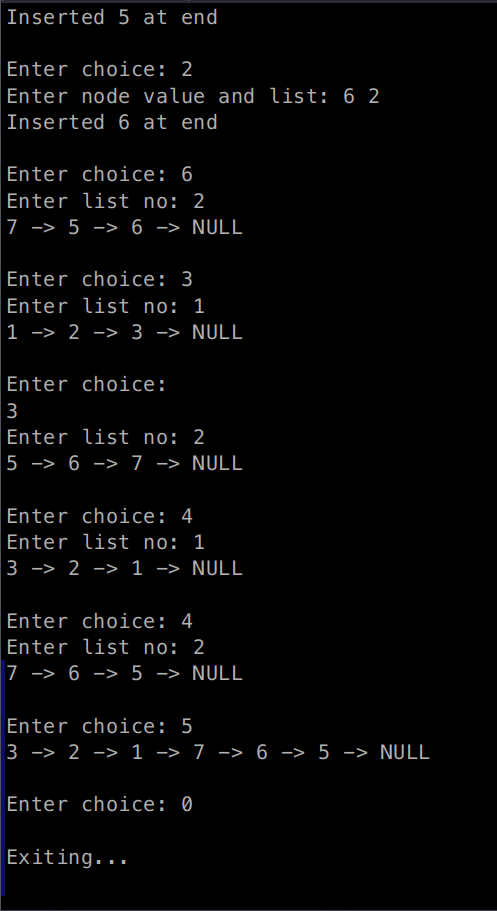 Inserted 5 at end
Enter choice: 2
Enter node value and list: 6 2
Inserted 6 at end
Enter choice: 6
Enter list no: 2
7 -> 5 -> 6 -> NULL
Enter choice: 3
Enter list no: 1
1 -> 2 -> 3 -> NULL
Enter choice:
3
Enter list no: 2
5 -> 6 -> 7 -> NULL
Enter choice: 4
Enter list no: 1
3 -> 2 -> 1 -> NULL
Enter choice: 4
Enter list no: 2
7 -> 6 -> 5 -> NULL
Enter choice: 5
3 -> 2 -> 1 -> 7 -> 6 -> 5 -> NULL
Enter choice: 0
Exiting...